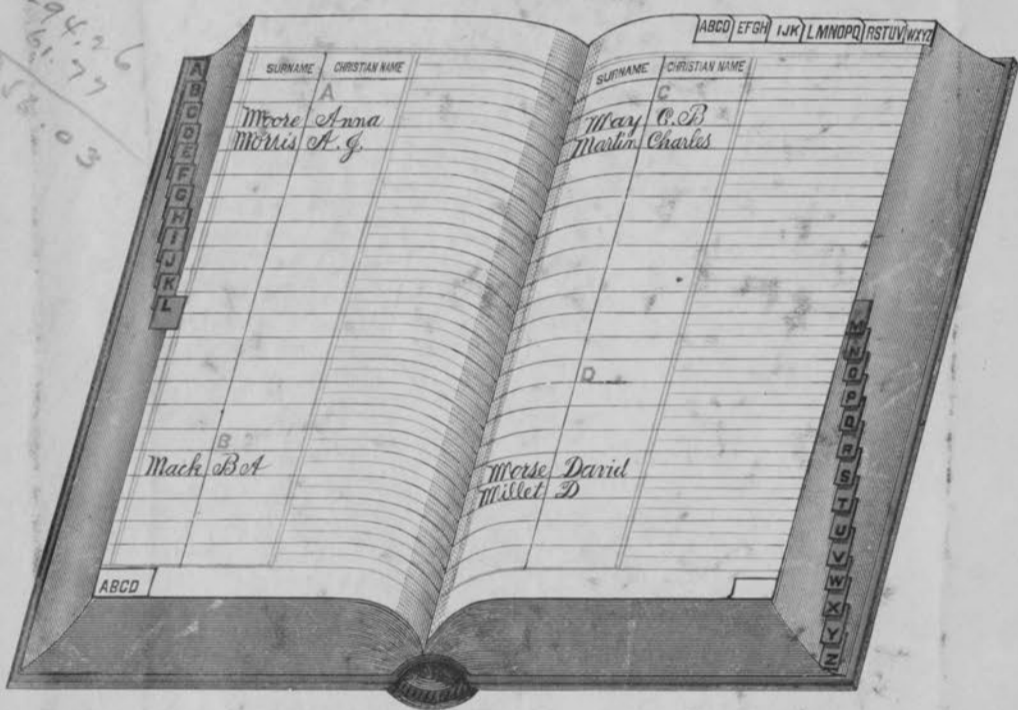 94.26
61.77
03
ABCD EFGH IJK LMNOPQ RSTUV WXYZ
SURNAME CHRISTIAN NAME
A
Moore Anna
Morris A. J.
B
Mack B A
ABCD
SURNAME CHRISTIAN NAME
C
May C. B
Martin Charles
D
Morse David
Millet D
A
B
C
D
E
F
G
H
I
J
K
L
M
N
O
P
Q
R
S
T
U
V
W
X
Y
Z